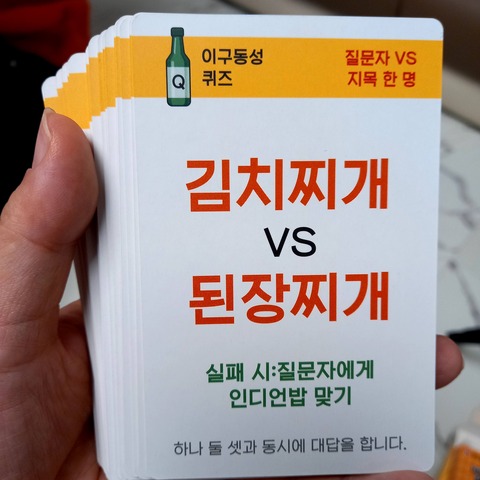 Q
이구동성
퀴즈
질문자 VS
지목 한 명
김치찌개
VS
된장찌개
실패 시:질문자에게
인디언밥 맞기
하나 둘 셋과 동시에 대답을 합니다.